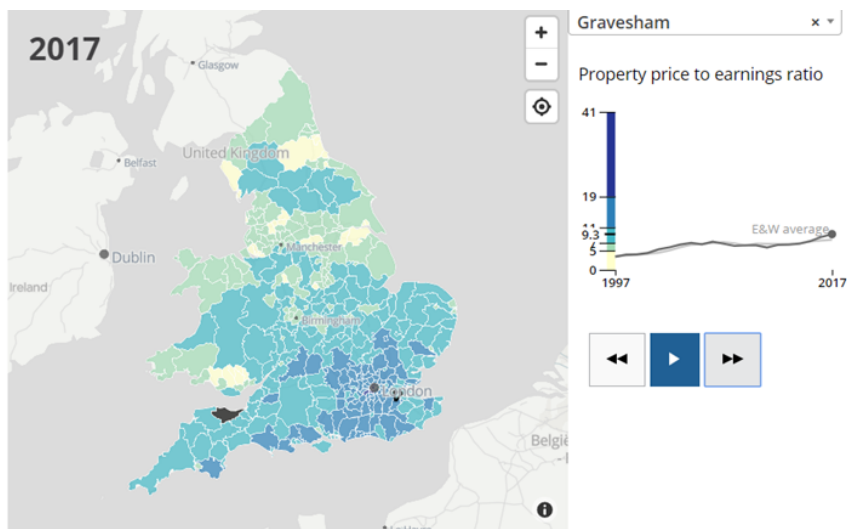 2017
Glasgow
United Kingdom
Belfast
Dublin
Ireland
Manchester
Birmingham
London
België
+
−
Gravesham × ▾
Property price to earnings ratio
41
19
9.3
5
0
E&W average
1997 2017